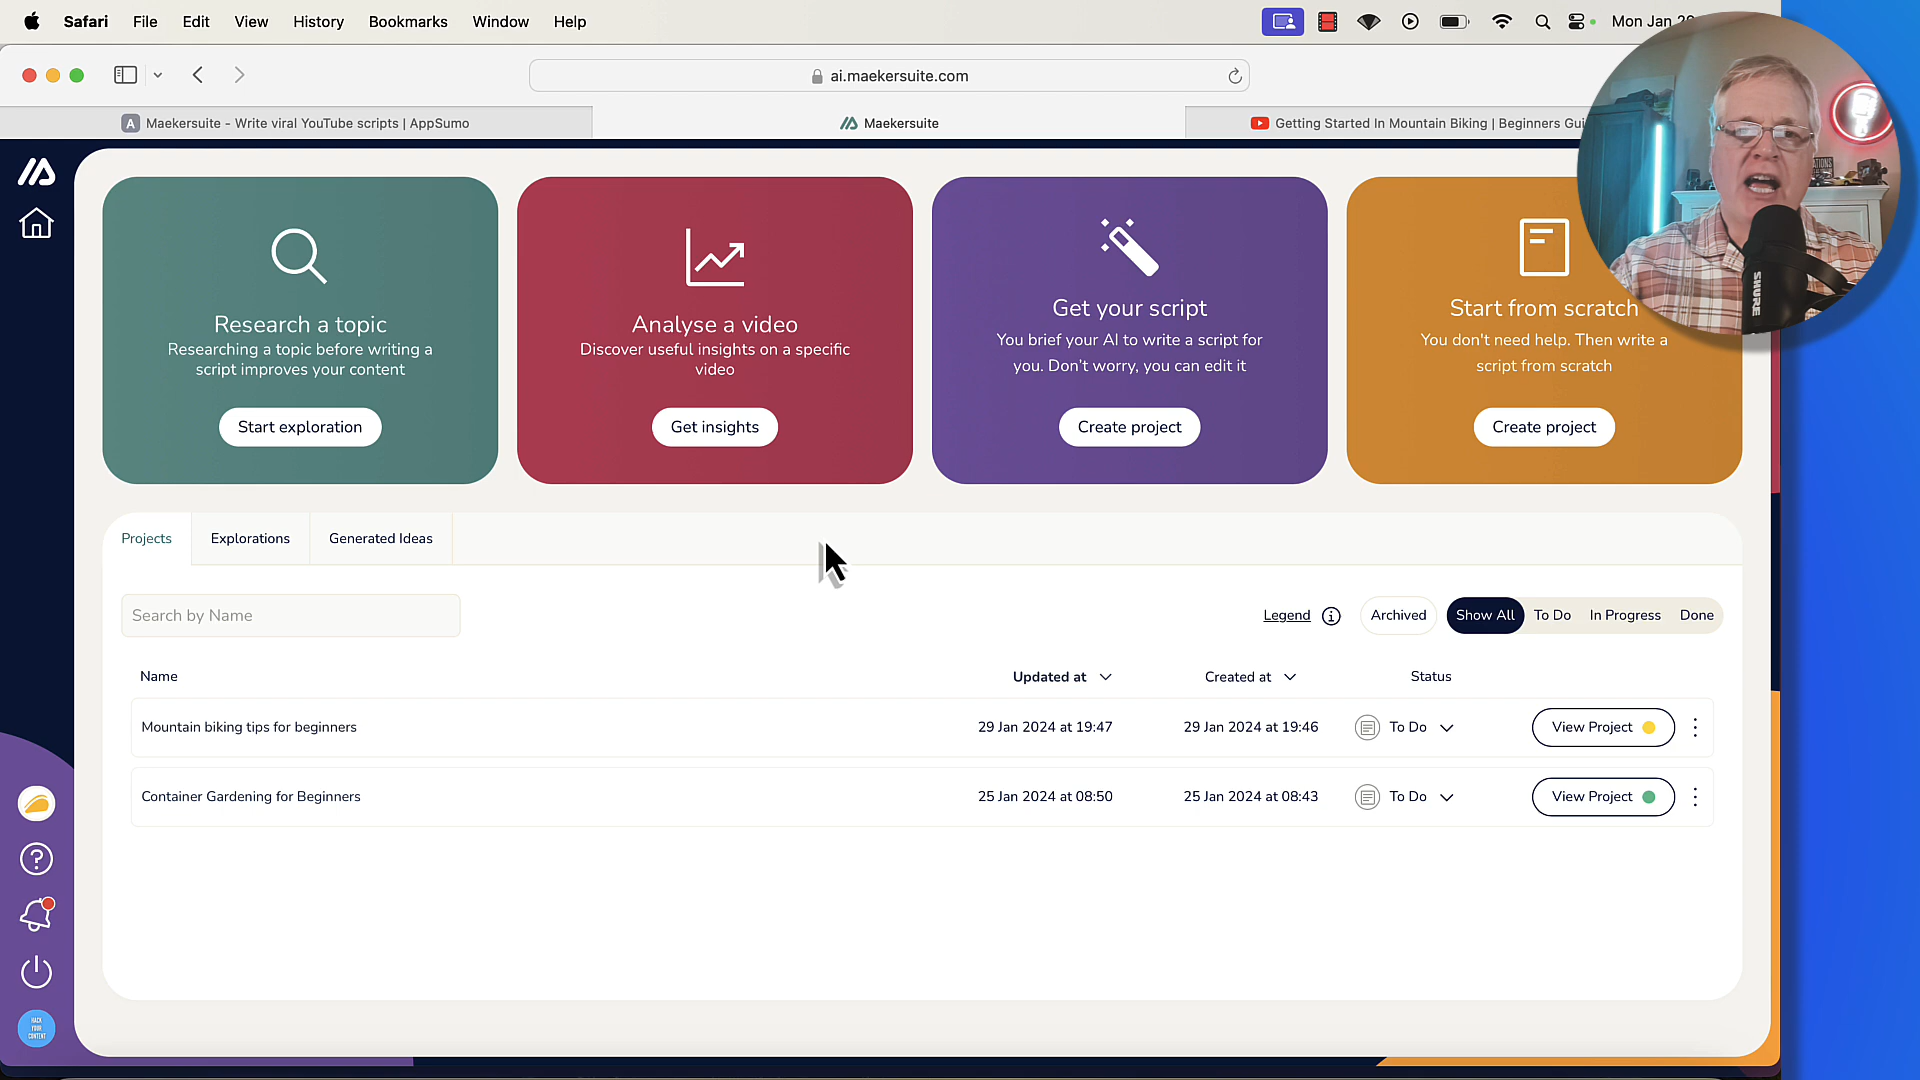 Safari File Edit View History Bookmarks Window Help
Mon Jan
ai.maekersuite.com
A Maekersuite - Write viral YouTube scripts | AppSumo
Maekersuite
Getting Started In Mountain Biking | Beginners Gui
SHURE
Research a topic
Researching a topic before writing a
script improves your content
Start exploration
Analyse a video
Discover useful insights on a specific
video
Get insights
Get your script
You brief your AI to write a script for
you. Don't worry, you can edit it
Create project
Start from scratch
You don't need help. Then write a
script from scratch
Create project
Projects Explorations Generated Ideas
Search by Name
Legend Archived Show All To Do In Progress Done
Name Updated at Created at Status
Mountain biking tips for beginners 29 Jan 2024 at 19:47 29 Jan 2024 at 19:46 To Do View Project
Container Gardening for Beginners 25 Jan 2024 at 08:50 25 Jan 2024 at 08:43 To Do View Project
HACK
YOUR
CONTENT